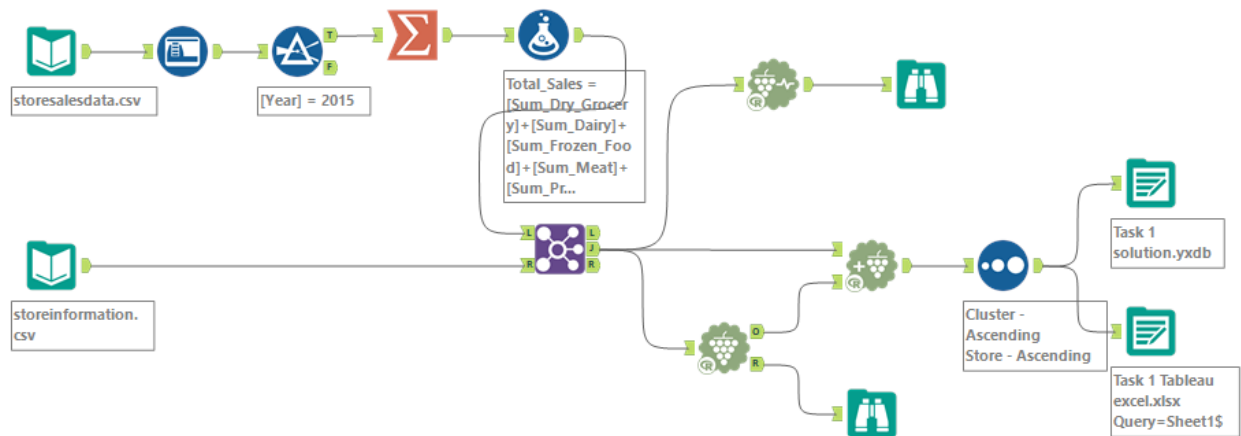 storesalesdata.csv
T
F
[Year] = 2015
Total_Sales =
[Sum_Dry_Grocer
y]+[Sum_Dairy]+
[Sum_Frozen_Foo
d]+[Sum_Meat]+
[Sum_Pr...
R
L
R
L
J
R
storeinformation.
csv
R
O
R
R
Cluster -
Ascending
Store - Ascending
Task 1
solution.yxdb
Task 1 Tableau
excel.xlsx
Query=Sheet1$